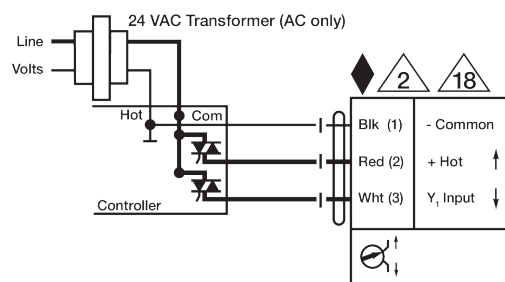 24 VAC Transformer (AC only)
Line
Volts
2
18
Hot
Com
Blk (1)
- Common
Red (2)
+ Hot
Wht (3)
Y1 Input
Controller